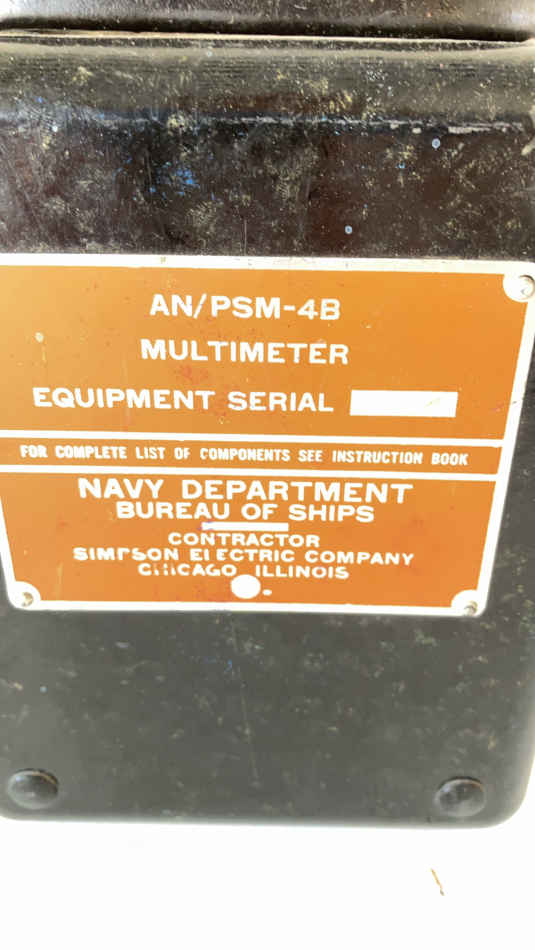 AN/PSM-4B
MULTIMETER
EQUIPMENT SERIAL
FOR COMPLETE LIST OF COMPONENTS SEE INSTRUCTION BOOK
NAVY DEPARTMENT
BUREAU OF SHIPS
CONTRACTOR
SIMPSON ELECTRIC COMPANY
CHICAGO ILLINOIS